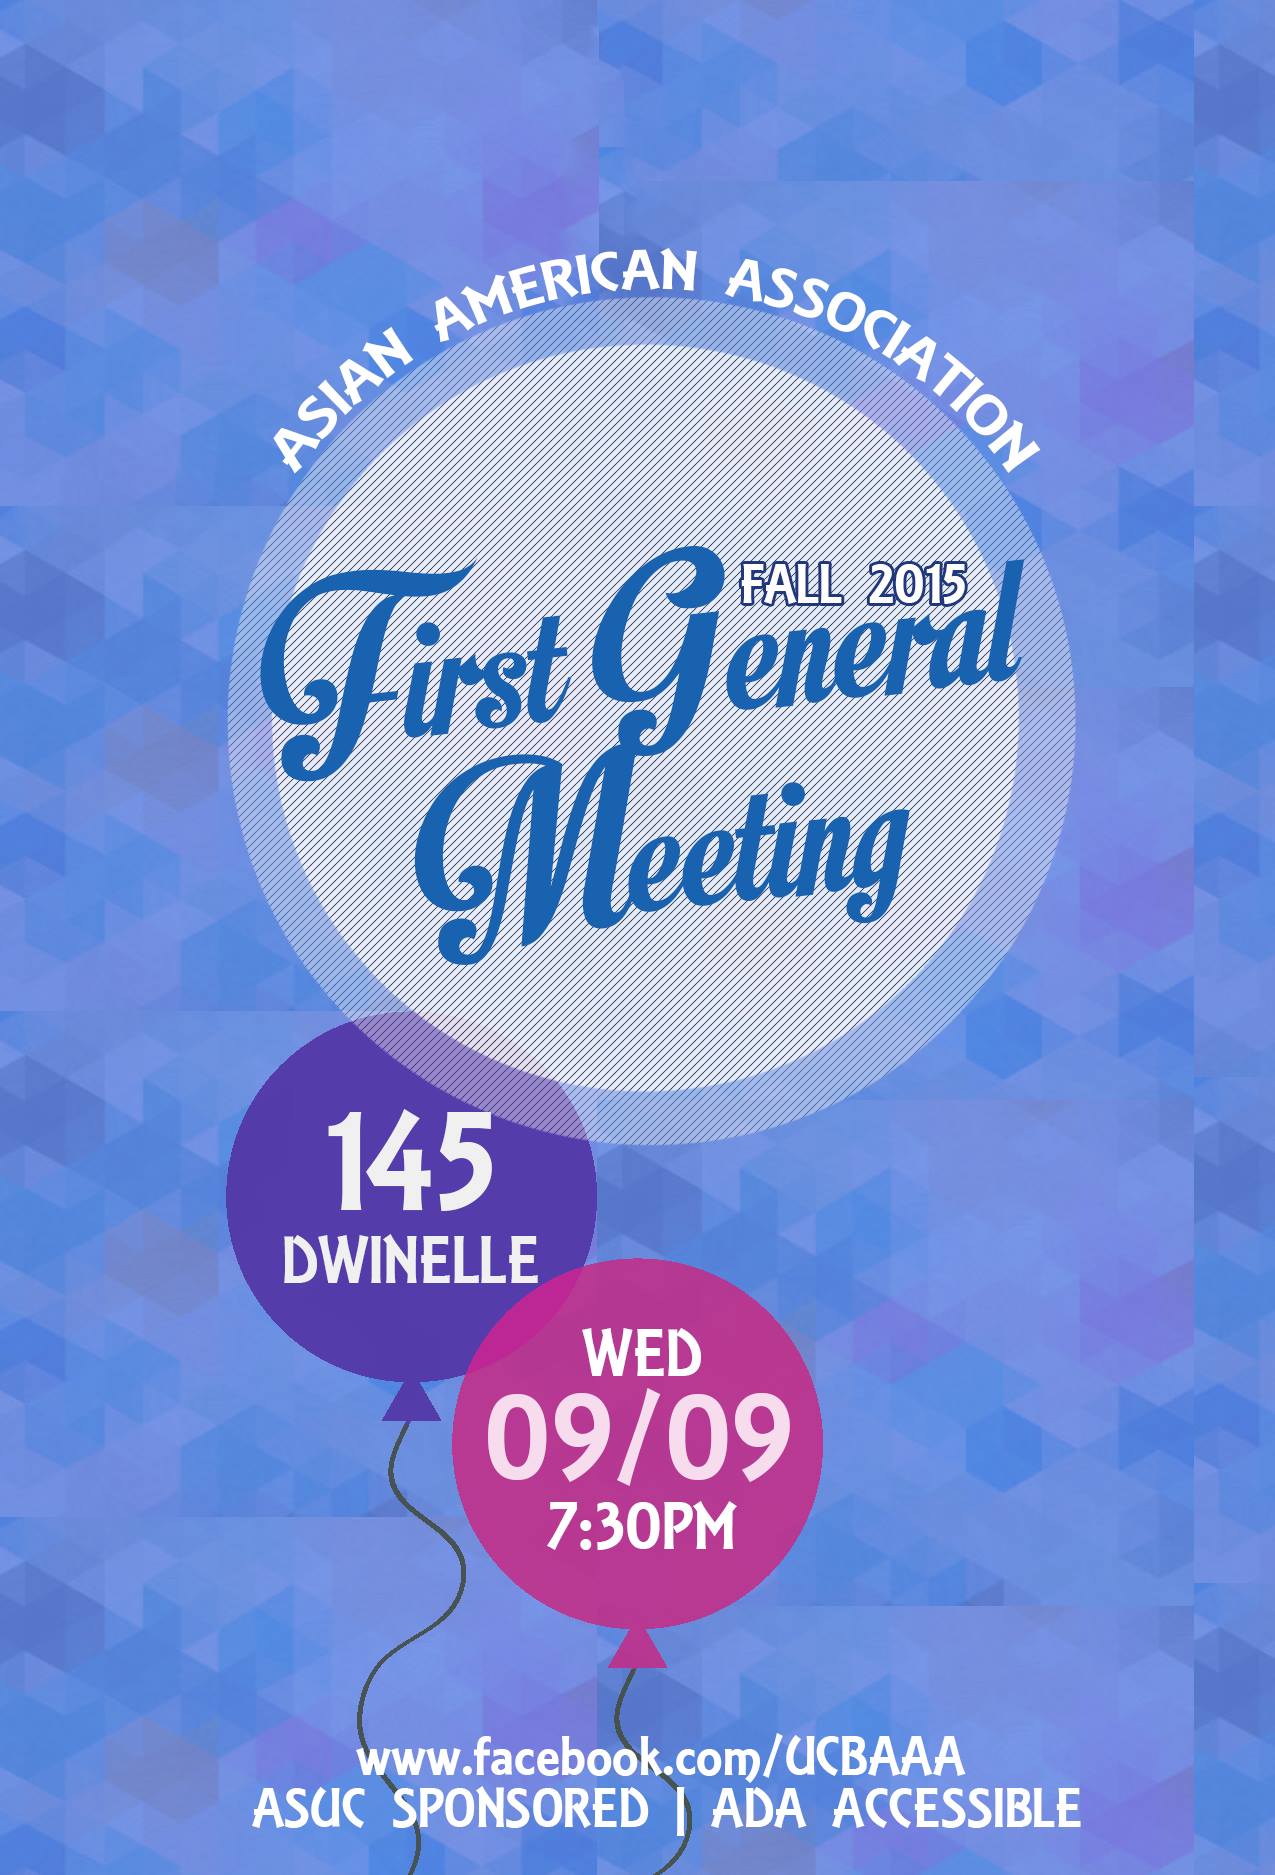 ASIAN AMERICAN ASSOCIATION
FALL 2015
First General
Meeting
145
DWINELLE
WED
09/09
7:30PM
www.facebook.com/UCBAAA
ASUC SPONSORED | ADA ACCESSIBLE